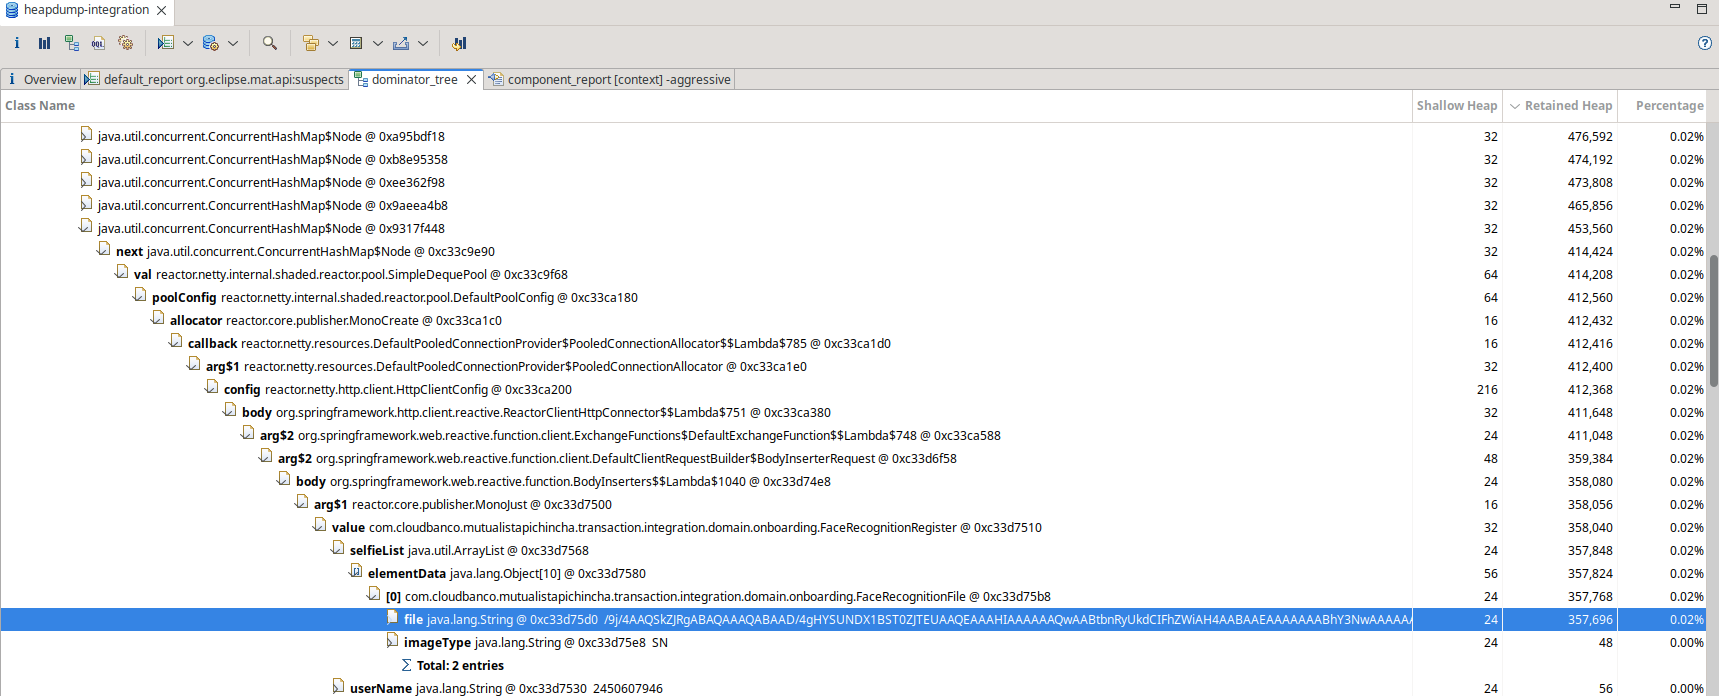 heapdump-integration
Overview default_report org.eclipse.mat.api:suspects dominator_tree component_report [context] -aggressive
Class Name Shallow Heap Retained Heap Percentage
java.util.concurrent.ConcurrentHashMap$Node @ 0xa95bdf18 32 476,592 0.02%
java.util.concurrent.ConcurrentHashMap$Node @ 0xb8e95358 32 474,192 0.02%
java.util.concurrent.ConcurrentHashMap$Node @ 0xee362f98 32 473,808 0.02%
java.util.concurrent.ConcurrentHashMap$Node @ 0x9aeea4b8 32 465,856 0.02%
java.util.concurrent.ConcurrentHashMap$Node @ 0x9317f448 32 453,560 0.02%
next java.util.concurrent.ConcurrentHashMap$Node @ 0xc33c9e90 32 414,424 0.02%
val reactor.netty.internal.shaded.reactor.pool.SimpleDequePool @ 0xc33c9f68 64 414,208 0.02%
poolConfig reactor.netty.internal.shaded.reactor.pool.DefaultPoolConfig @ 0xc33ca180 64 412,560 0.02%
allocator reactor.core.publisher.MonoCreate @ 0xc33ca1c0 16 412,432 0.02%
callback reactor.netty.resources.DefaultPooledConnectionProvider$PooledConnectionAllocator$$Lambda$785 @ 0xc33ca1d0 16 412,416 0.02%
arg$1 reactor.netty.resources.DefaultPooledConnectionProvider$PooledConnectionAllocator @ 0xc33ca1e0 32 412,400 0.02%
config reactor.netty.http.client.HttpClientConfig @ 0xc33ca200 216 412,368 0.02%
body org.springframework.http.client.reactive.ReactorClientHttpConnector$$Lambda$751 @ 0xc33ca380 32 411,648 0.02%
arg$2 org.springframework.web.reactive.function.client.ExchangeFunctions$DefaultExchangeFunction$$Lambda$748 @ 0xc33ca588 24 411,048 0.02%
arg$2 org.springframework.web.reactive.function.client.DefaultClientRequestBuilder$BodyInserterRequest @ 0xc33d6f58 48 359,384 0.02%
body org.springframework.web.reactive.function.BodyInserters$$Lambda$1040 @ 0xc33d74e8 24 358,080 0.02%
arg$1 reactor.core.publisher.MonoJust @ 0xc33d7500 16 358,056 0.02%
value com.cloudbanco.mutualistapichincha.transaction.integration.domain.onboarding.FaceRecognitionRegister @ 0xc33d7510 32 358,040 0.02%
selfieList java.util.ArrayList @ 0xc33d7568 24 357,848 0.02%
elementData java.lang.Object[10] @ 0xc33d7580 56 357,824 0.02%
[0] com.cloudbanco.mutualistapichincha.transaction.integration.domain.onboarding.FaceRecognitionFile @ 0xc33d75b8 24 357,768 0.02%
file java.lang.String @ 0xc33d75d0 /9j/4AAQSkZJRgABAQAAAQABAAD/4gHYSUNDX1BST0ZJTEUAAQEAAAHIAAAAAAQwAABtbnRyUkdCIFhZWiAH4AABAAEAAAAAAABhY3NwAAAAA 24 357,696 0.02%
imageType java.lang.String @ 0xc33d75e8 SN 24 48 0.00%
Σ Total: 2 entries
userName java.lang.String @ 0xc33d7530 2450607946 24 56 0.00%